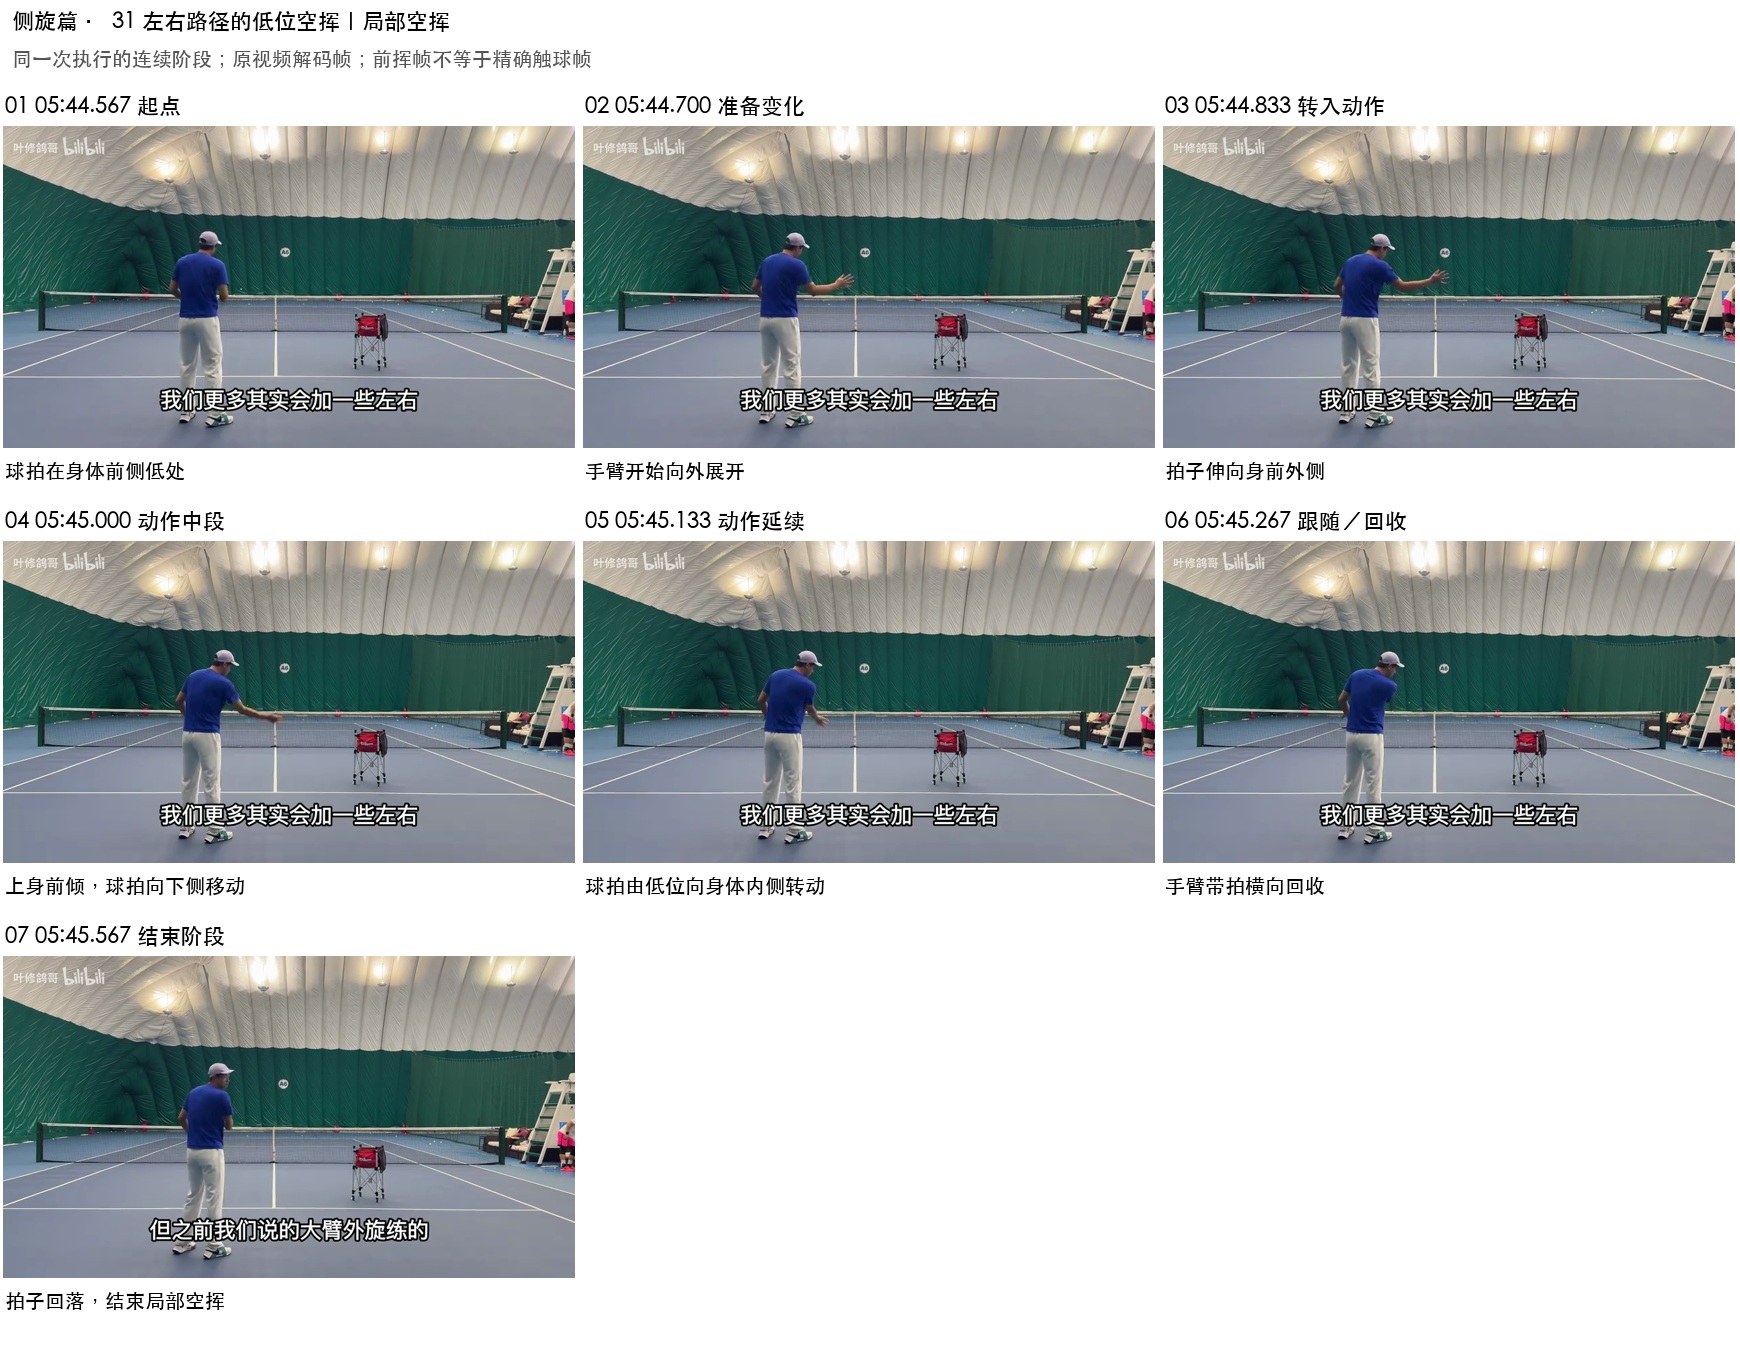 侧旋篇· 31 左右路径的低位空挥 | 局部空挥
同一次执行的连续阶段；原视频解码帧；前挥帧不等于精确触球帧
01 05:44.567 起点
叶修鸽哥 bilibili
A6
我们更多其实会加一些左右
球拍在身体前侧低处
02 05:44.700 准备变化
叶修鸽哥 bilibili
A6
我们更多其实会加一些左右
手臂开始向外展开
03 05:44.833 转入动作
叶修鸽哥 bilibili
A6
我们更多其实会加一些左右
拍子伸向身前外侧
04 05:45.000 动作中段
叶修鸽哥 bilibili
A6
我们更多其实会加一些左右
上身前倾，球拍向下侧移动
05 05:45.133 动作延续
叶修鸽哥 bilibili
A6
我们更多其实会加一些左右
球拍由低位向身体内侧转动
06 05:45.267 跟随／回收
叶修鸽哥 bilibili
A6
我们更多其实会加一些左右
手臂带拍横向回收
07 05:45.567 结束阶段
叶修鸽哥 bilibili
A6
但之前我们说的大臂外旋练的
拍子回落，结束局部空挥